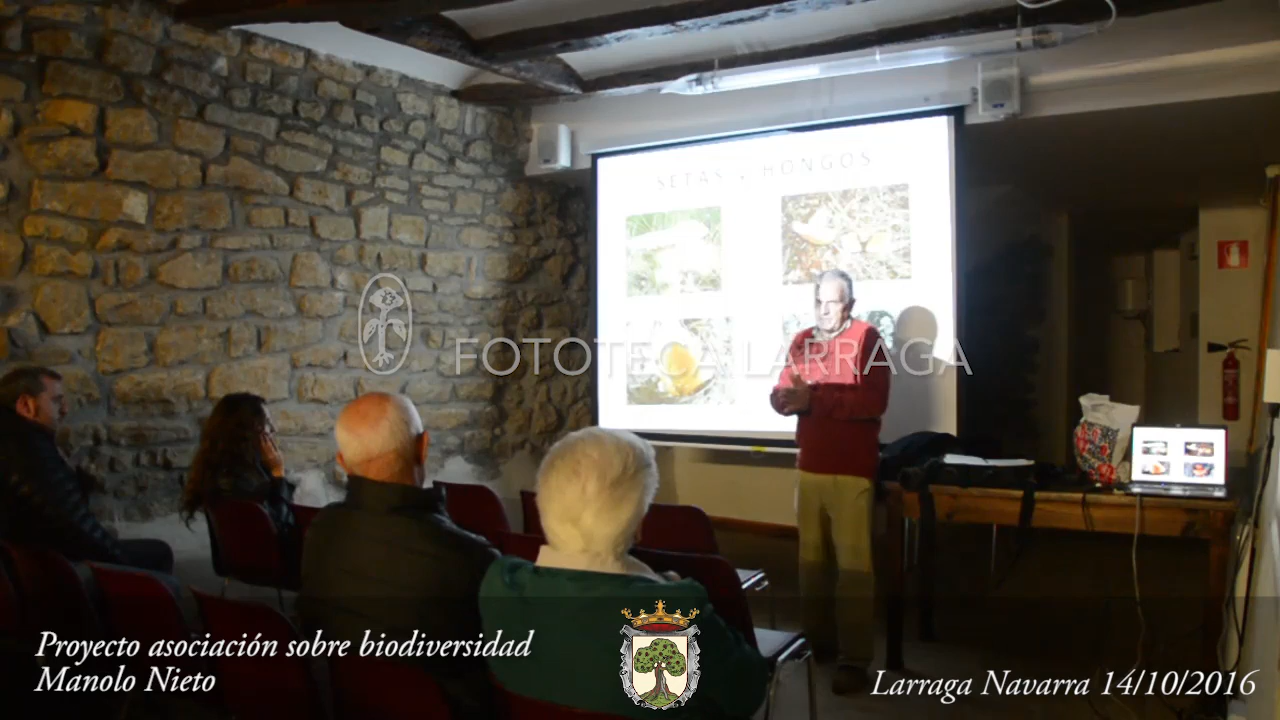 SETAS y HONGOS
FOTOTECA LARRAGA
Proyecto asociación sobre biodiversidad
Manolo Nieto
Larraga Navarra 14/10/2016